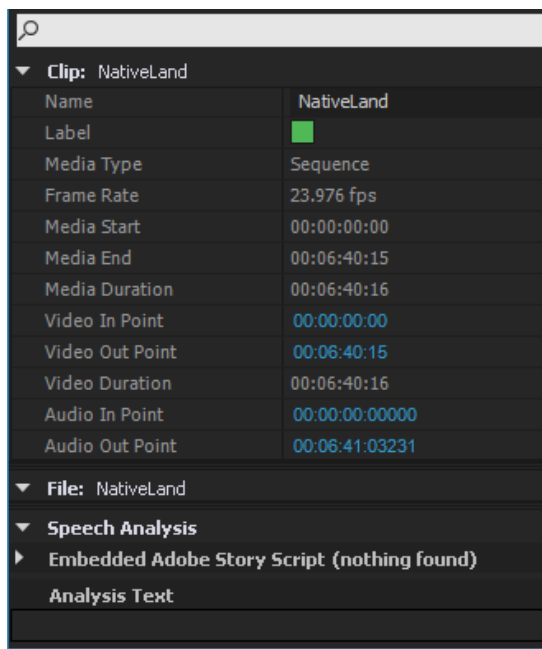 Clip: NativeLand
Name NativeLand
Label
Media Type Sequence
Frame Rate 23.976 fps
Media Start 00:00:00:00
Media End 00:06:40:15
Media Duration 00:06:40:16
Video In Point 00:00:00:00
Video Out Point 00:06:40:15
Video Duration 00:06:40:16
Audio In Point 00:00:00:00000
Audio Out Point 00:06:41:03231
File: NativeLand
Speech Analysis
Embedded Adobe Story Script (nothing found)
Analysis Text